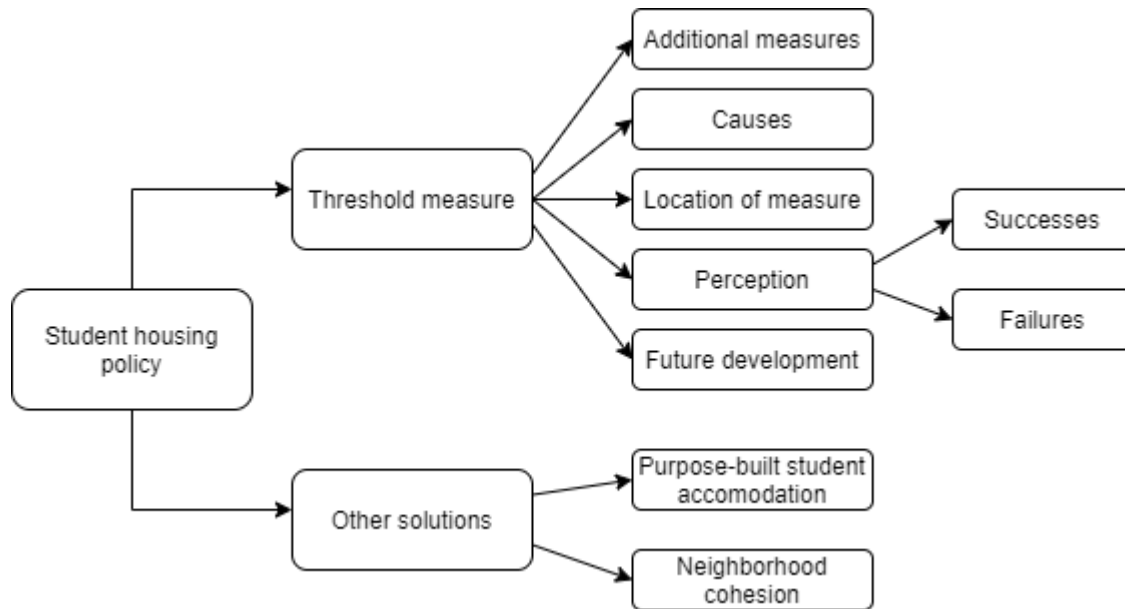 Additional measures
Causes
Threshold measure
Location of measure
Successes
Perception
Student housing
policy
Failures
Future development
Purpose-built student
accomodation
Other solutions
Neighborhood
cohesion